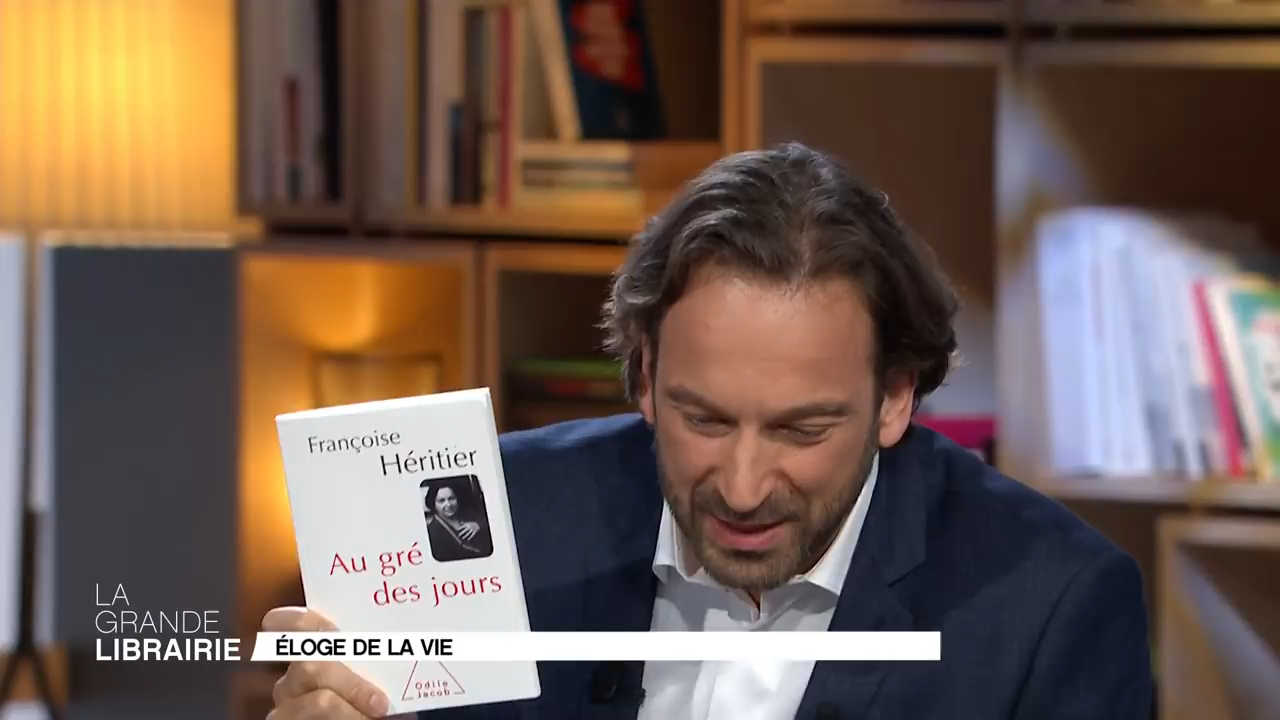 Françoise
Héritier
Au gré
des jours
Odile
Jacob
LA
GRANDE
LIBRAIRIE
ÉLOGE DE LA VIE